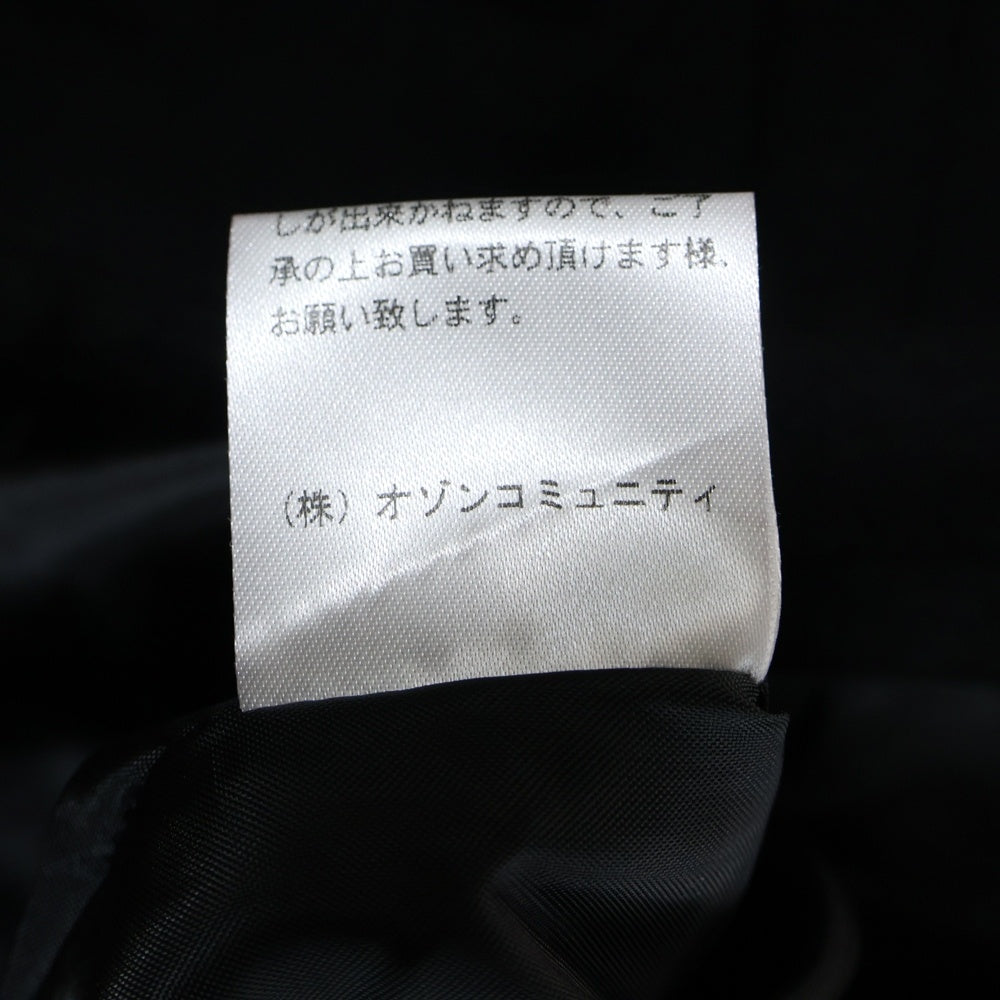 しが出来かねますので、ご了
承の上お買い求め頂けます様、
お願い致します。
（株）オゾンコミュニティ